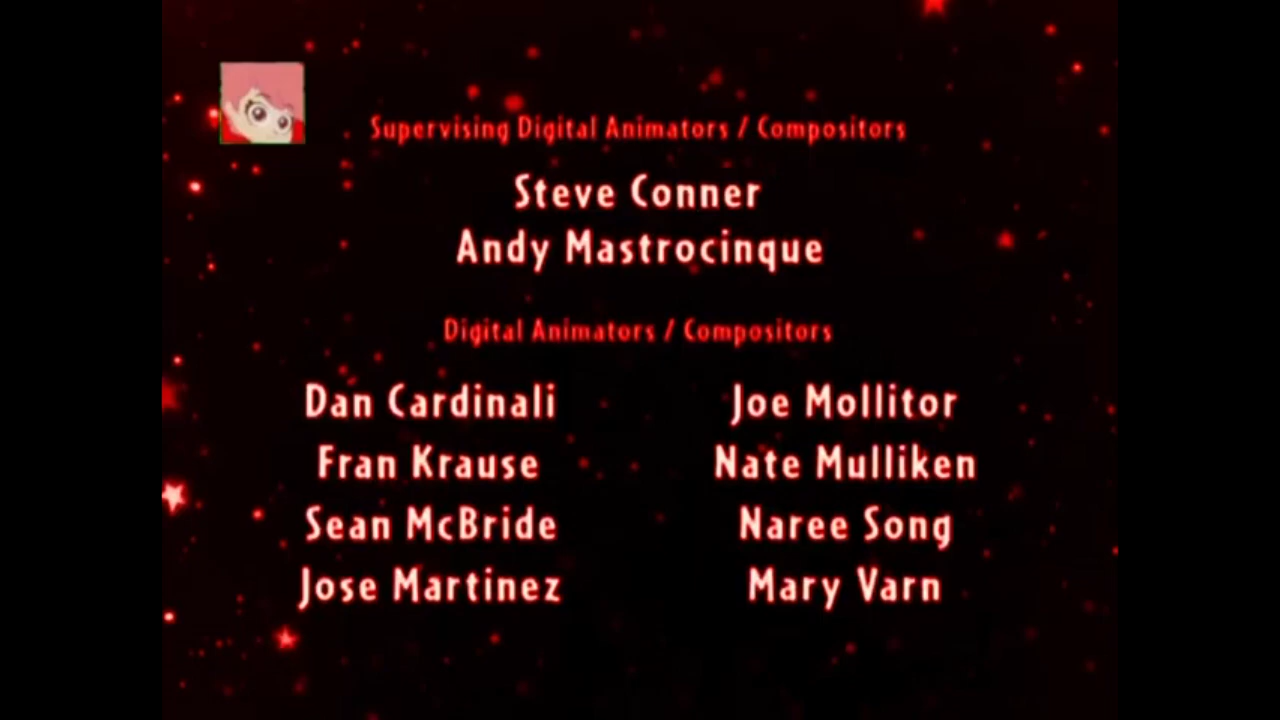 Supervising Digital Animators / Compositors
Steve Conner
Andy Mastrocinque
Digital Animators / Compositors
Dan Cardinali
Fran Krause
Sean McBride
Jose Martinez
Joe Mollitor
Nate Mulliken
Naree Song
Mary Varn